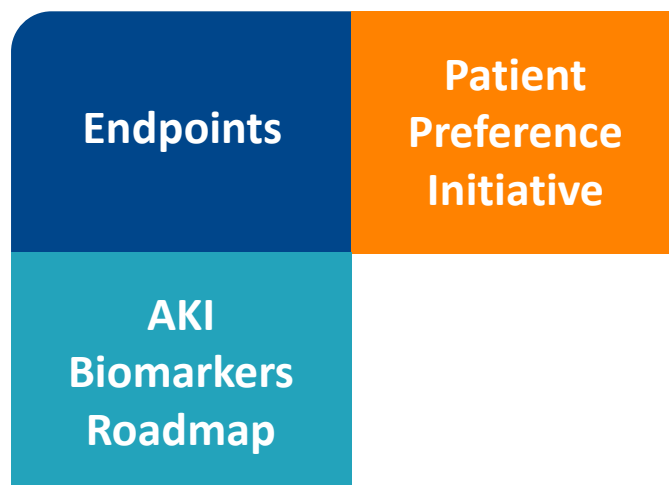 Endpoints
Patient
Preference
Initiative
AKI
Biomarkers
Roadmap